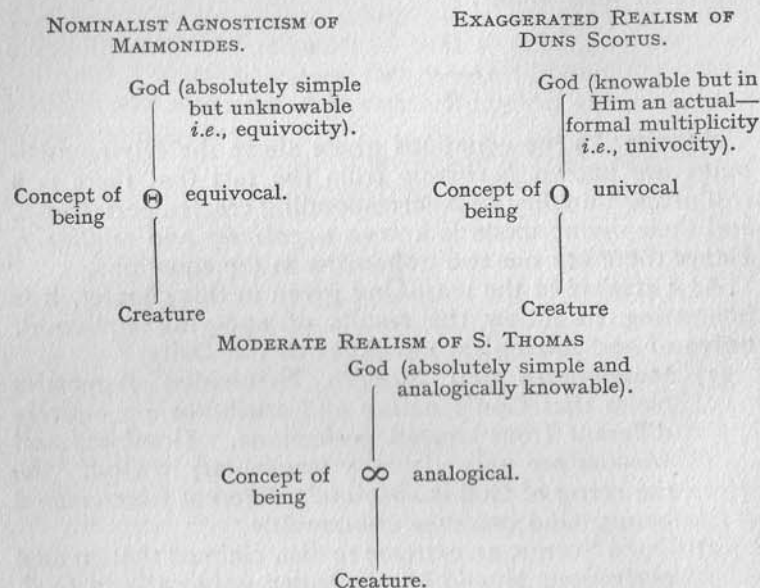 NOMINALIST AGNOSTICISM OF
MAIMONIDES.
God (absolutely simple
but unknowable
i.e., equivocity).
Concept of
being
Θ equivocal.
Creature
EXAGGERATED REALISM OF
DUNS SCOTUS.
God (knowable but in
Him an actual—
formal multiplicity
i.e., univocity).
Concept of
being
O univocal
Creature
MODERATE REALISM OF S. THOMAS
God (absolutely simple and
analogically knowable).
Concept of
being
∞ analogical.
Creature.